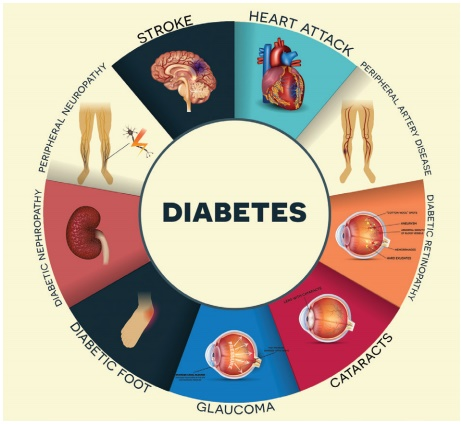 STROKE
HEART ATTACK
PERIPHERAL ARTERY DISEASE
DIABETIC RETINOPATHY
CATARACTS
GLAUCOMA
DIABETIC FOOT
DIABETIC NEPHROPATHY
PERIPHERAL NEUROPATHY
DIABETES